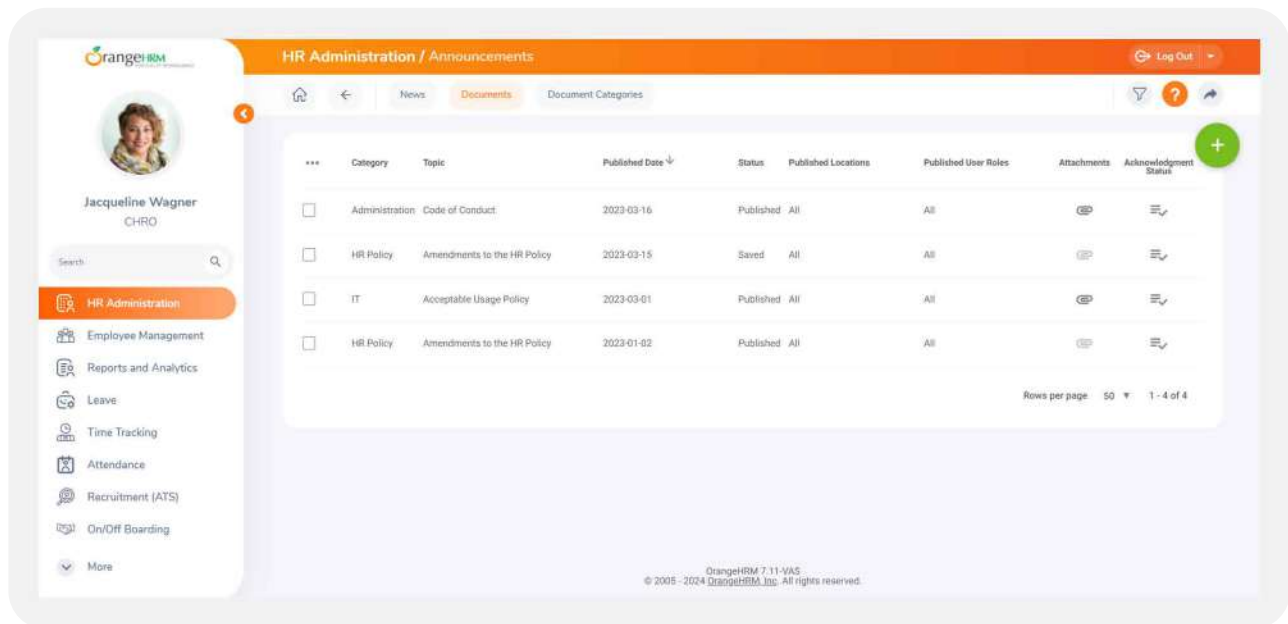 OrangeHRM
HR Administration / Announcements
Log Out
News
Documents
Document Categories
?
Jacqueline Wagner
CHRO
Search
HR Administration
Employee Management
Reports and Analytics
Leave
Time Tracking
Attendance
Recruitment (ATS)
On/Off Boarding
More
Category Topic Published Date Status Published Locations Published User Roles Attachments Acknowledgment Status
Administration Code of Conduct 2023-03-16 Published All All
HR Policy Amendments to the HR Policy 2023-03-15 Saved All All
IT Acceptable Usage Policy 2023-03-01 Published All All
HR Policy Amendments to the HR Policy 2023-01-02 Published All All
Rows per page 50 1 - 4 of 4
OrangeHRM 7.11-VAS
© 2005 - 2024 OrangeHRM, Inc. All rights reserved.